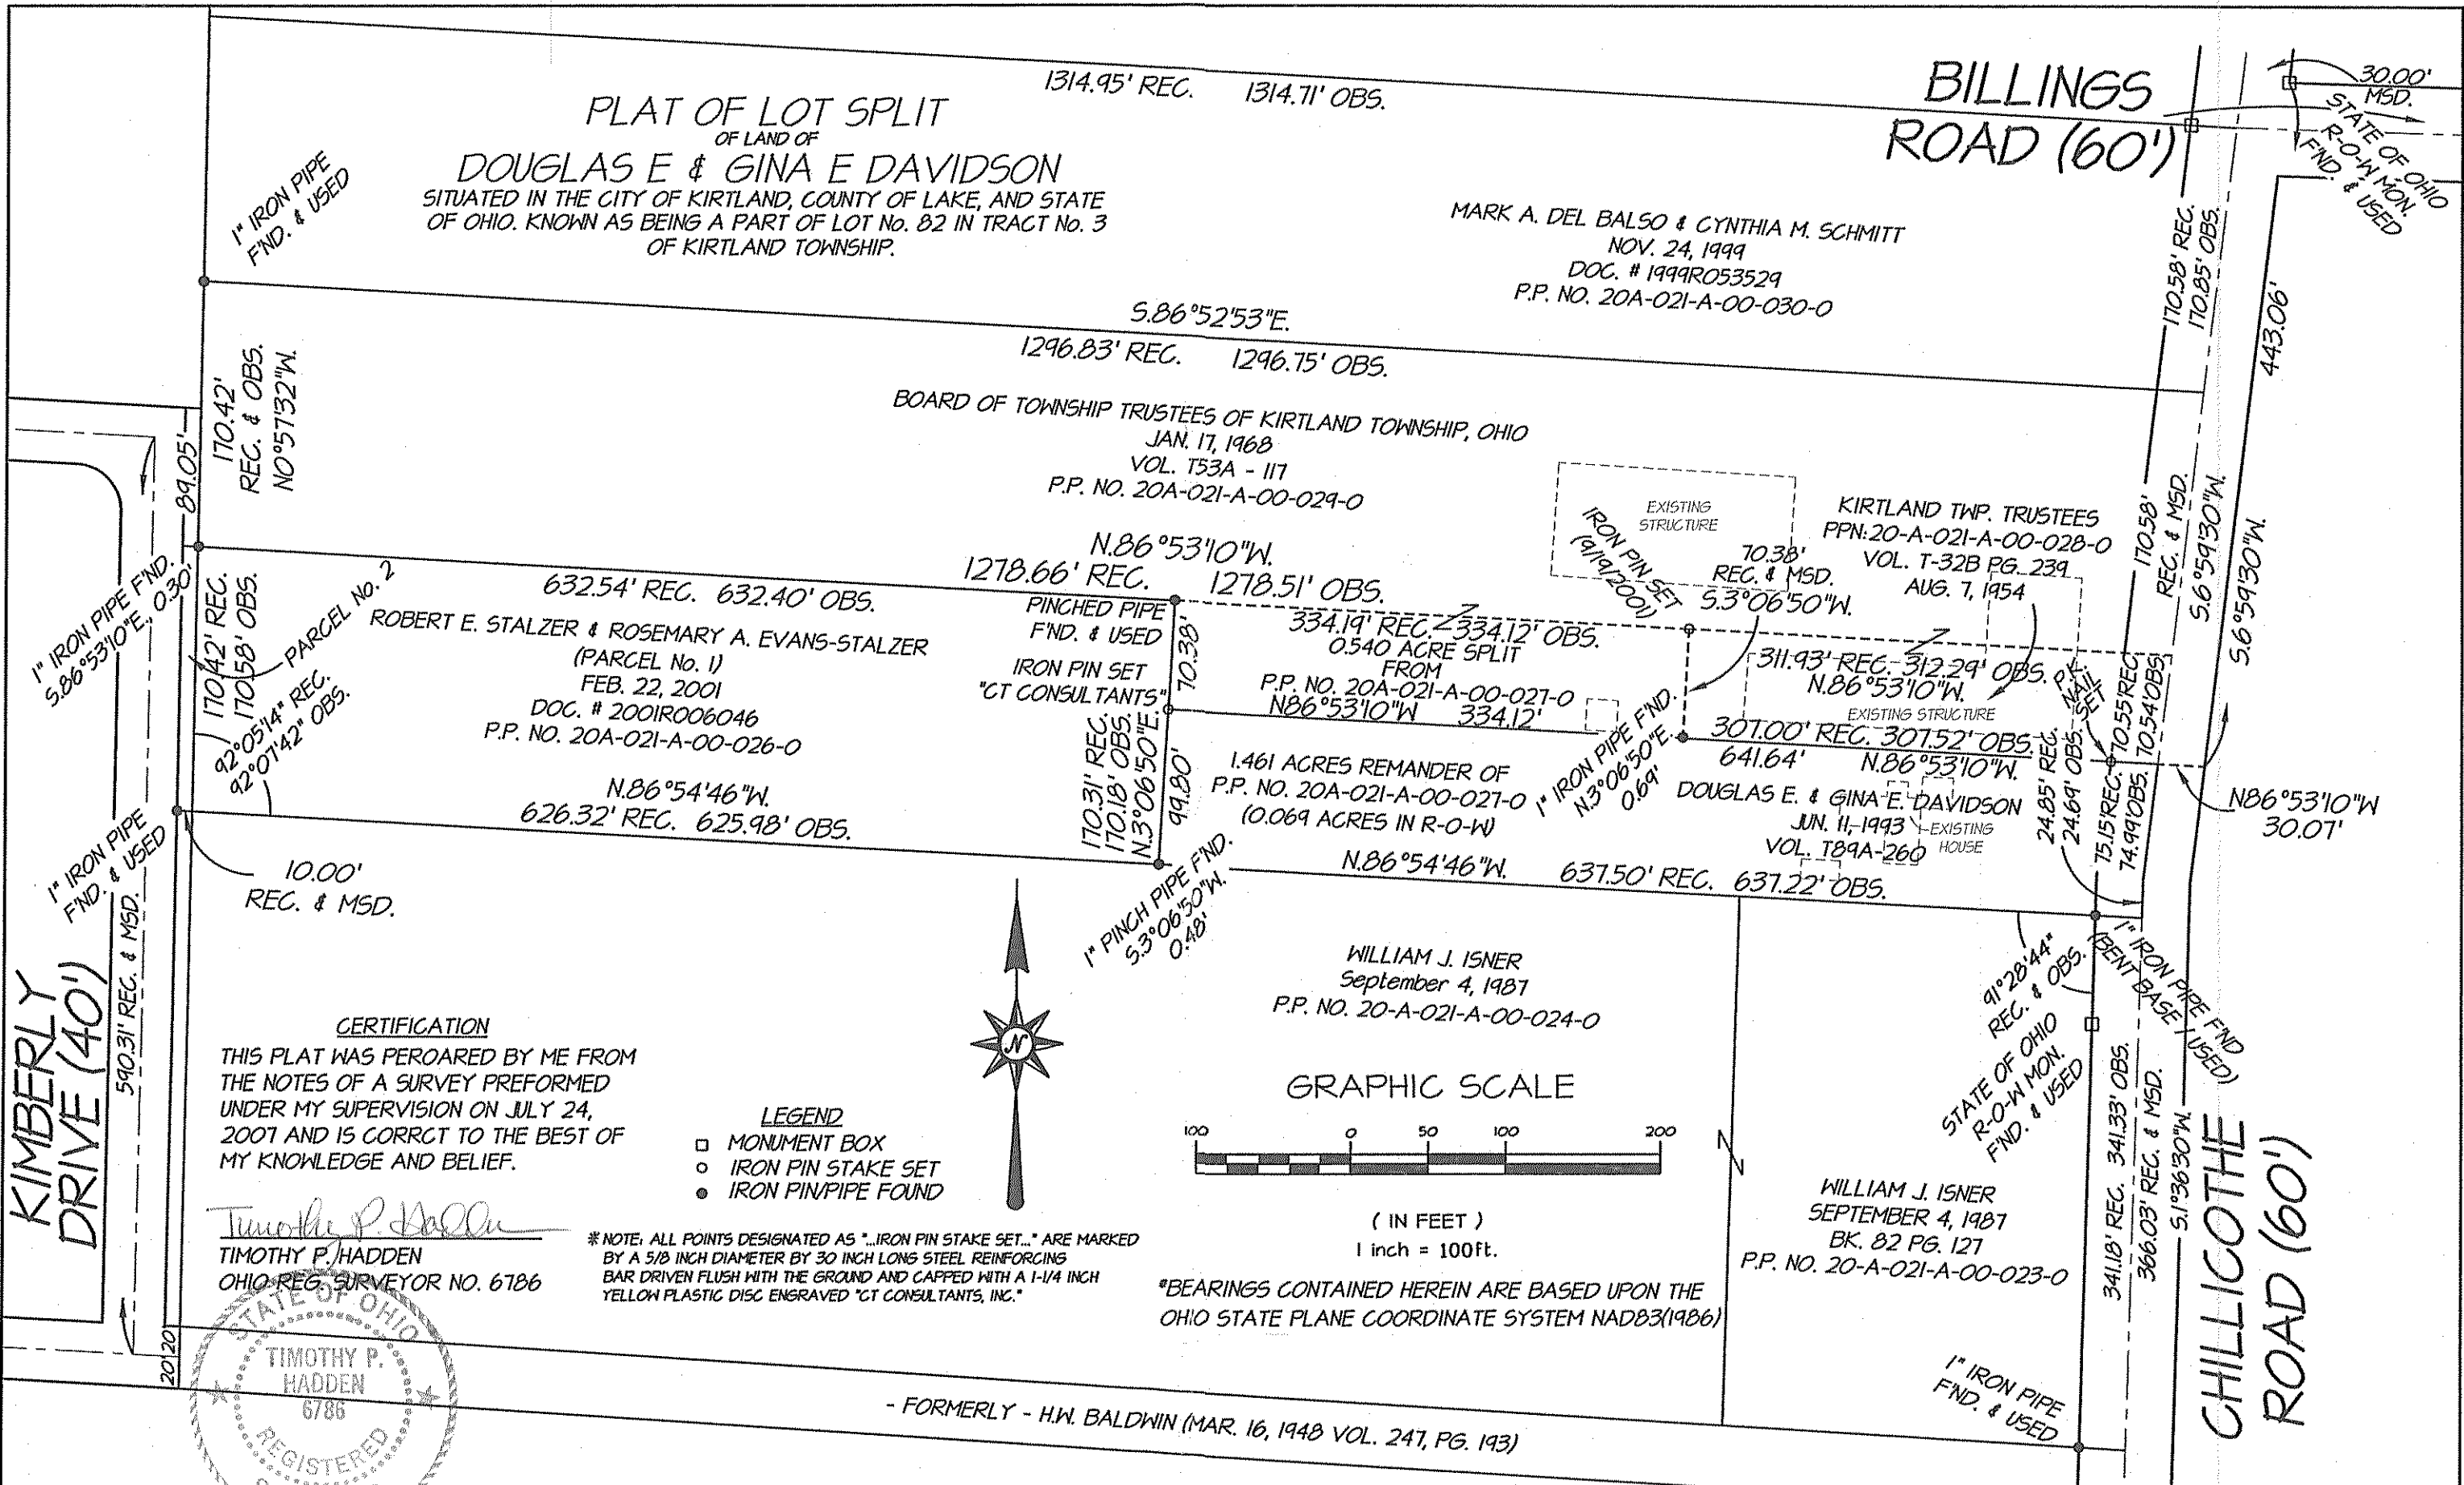 1314.95' REC. 1314.71' OBS.
BILLINGS
ROAD (60')
30.00'
MSD.
STATE OF OHIO
R-O-W MON.
F'ND. & USED
PLAT OF LOT SPLIT
OF LAND OF
DOUGLAS E & GINA E DAVIDSON
SITUATED IN THE CITY OF KIRTLAND, COUNTY OF LAKE, AND STATE
OF OHIO. KNOWN AS BEING A PART OF LOT No. 82 IN TRACT No. 3
OF KIRTLAND TOWNSHIP.
1" IRON PIPE
F'ND. & USED
MARK A. DEL BALSO & CYNTHIA M. SCHMITT
NOV. 24, 1999
DOC. # 1999R053529
P.P. NO. 20A-021-A-00-030-0
170.58' REC.
170.85' OBS.
443.06'
S.86°52'53"E.
1296.83' REC. 1296.75' OBS.
170.42'
REC. & OBS.
N0°57'32"W.
89.05'
BOARD OF TOWNSHIP TRUSTEES OF KIRTLAND TOWNSHIP, OHIO
JAN. 17, 1968
VOL. T53A - 117
P.P. NO. 20A-021-A-00-029-0
EXISTING
STRUCTURE
IRON PIN SET
(9/19/2001)
70.38'
REC. & MSD.
S.3°06'50"W.
KIRTLAND TWP. TRUSTEES
PPN:20-A-021-A-00-028-0
VOL. T-32B PG. 239
AUG. 7, 1954
170.58'
REC. & MSD.
S.6°59'30"W.
S.6°59'30"W.
N.86°53'10"W.
1278.66' REC. 1278.51' OBS.
1" IRON PIPE F'ND.
S.86°53'10"E., 0.30'
170.42' REC.
170.58' OBS.
PARCEL No. 2
92°05'14" REC.
92°07'42" OBS.
632.54' REC. 632.40' OBS.
ROBERT E. STALZER & ROSEMARY A. EVANS-STALZER
(PARCEL No. 1)
FEB. 22, 2001
DOC. # 2001R006046
P.P. NO. 20A-021-A-00-026-0
N.86°54'46"W.
626.32' REC. 625.98' OBS.
PINCHED PIPE
F'ND. & USED
IRON PIN SET
"CT CONSULTANTS"
70.38'
334.19' REC. 334.12' OBS.
0.540 ACRE SPLIT
FROM
P.P. NO. 20A-021-A-00-027-0
N86°53'10"W 334.12'
311.93' REC. 312.29' OBS.
N.86°53'10"W.
EXISTING STRUCTURE
P.K.
NAIL
SET
70.55'REC.
70.54'OBS.
307.00' REC. 307.52' OBS.
641.64' N.86°53'10"W.
1" IRON PIPE F'ND.
N.3°06'50"E.
0.69'
170.31' REC.
170.18' OBS.
N.3°06'50"E.
99.80'
1.461 ACRES REMANDER OF
P.P. NO. 20A-021-A-00-027-0
(0.069 ACRES IN R-O-W)
DOUGLAS E. & GINA E. DAVIDSON
JUN. 11, 1993
VOL. T89A-260
EXISTING
HOUSE
24.85' REC.
24.69' OBS.
75.15'REC.
74.99'OBS.
N86°53'10"W
30.07'
N.86°54'46"W. 637.50' REC. 637.22' OBS.
1" IRON PIPE
F'ND. & USED
10.00'
REC. & MSD.
1" PINCH PIPE F'ND.
S.3°06'50"W.
0.48'
WILLIAM J. ISNER
September 4, 1987
P.P. NO. 20-A-021-A-00-024-0
91°28'44"
REC. & OBS.
STATE OF OHIO
R-O-W MON.
F'ND. & USED
1" IRON PIPE F'ND
(BENT BASE USED)
KIMBERLY
DRIVE (40')
590.31' REC. & MSD.
20'
20'
CERTIFICATION
THIS PLAT WAS PEROARED BY ME FROM
THE NOTES OF A SURVEY PREFORMED
UNDER MY SUPERVISION ON JULY 24,
2007 AND IS CORRCT TO THE BEST OF
MY KNOWLEDGE AND BELIEF.
Timothy P. Hadden
TIMOTHY P. HADDEN
OHIO REG. SURVEYOR NO. 6786
STATE OF OHIO
TIMOTHY P.
HADDEN
6786
REGISTERED
N
LEGEND
MONUMENT BOX
IRON PIN STAKE SET
IRON PIN/PIPE FOUND
* NOTE: ALL POINTS DESIGNATED AS "...IRON PIN STAKE SET..." ARE MARKED
BY A 5/8 INCH DIAMETER BY 30 INCH LONG STEEL REINFORCING
BAR DRIVEN FLUSH WITH THE GROUND AND CAPPED WITH A 1-1/4 INCH
YELLOW PLASTIC DISC ENGRAVED "CT CONSULTANTS, INC."
GRAPHIC SCALE
100 0 50 100 200
( IN FEET )
1 inch = 100ft.
*BEARINGS CONTAINED HEREIN ARE BASED UPON THE
OHIO STATE PLANE COORDINATE SYSTEM NAD83(1986)
WILLIAM J. ISNER
SEPTEMBER 4, 1987
BK. 82 PG. 127
P.P. NO. 20-A-021-A-00-023-0
341.18' REC. 341.33' OBS.
366.03' REC. & MSD.
S.1°36'30"W.
CHILLICOTHE
ROAD (60')
1" IRON PIPE
F'ND. & USED
- FORMERLY - H.W. BALDWIN (MAR. 16, 1948 VOL. 247, PG. 193)